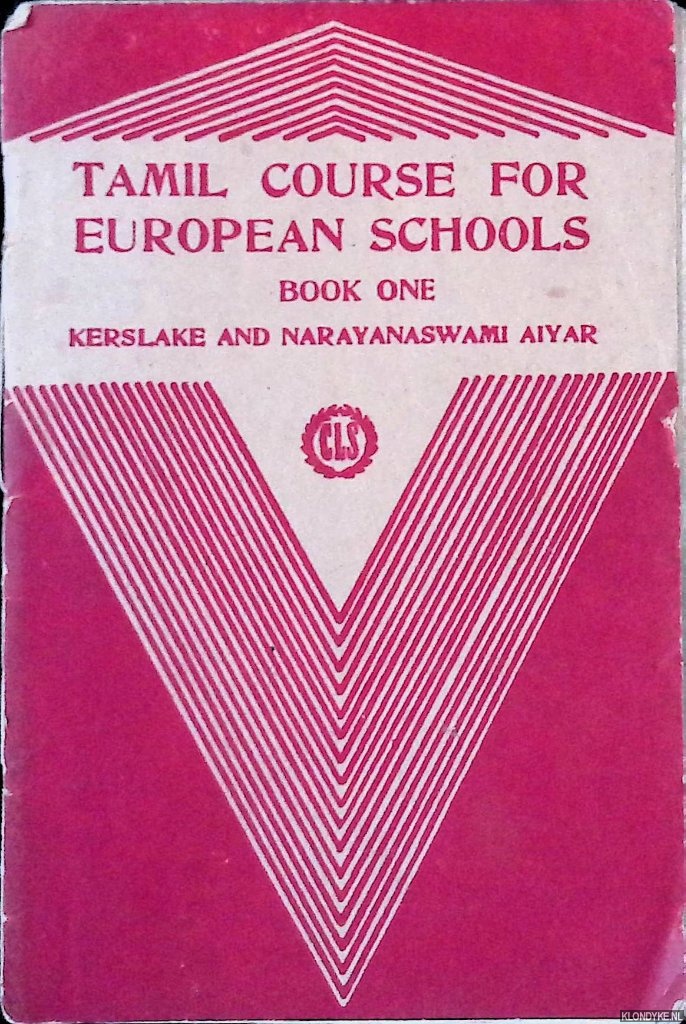 TAMIL COURSE FOR
EUROPEAN SCHOOLS
BOOK ONE
KERSLAKE AND NARAYANASWAMI AIYAR
CLS
KLONDYKE.NL